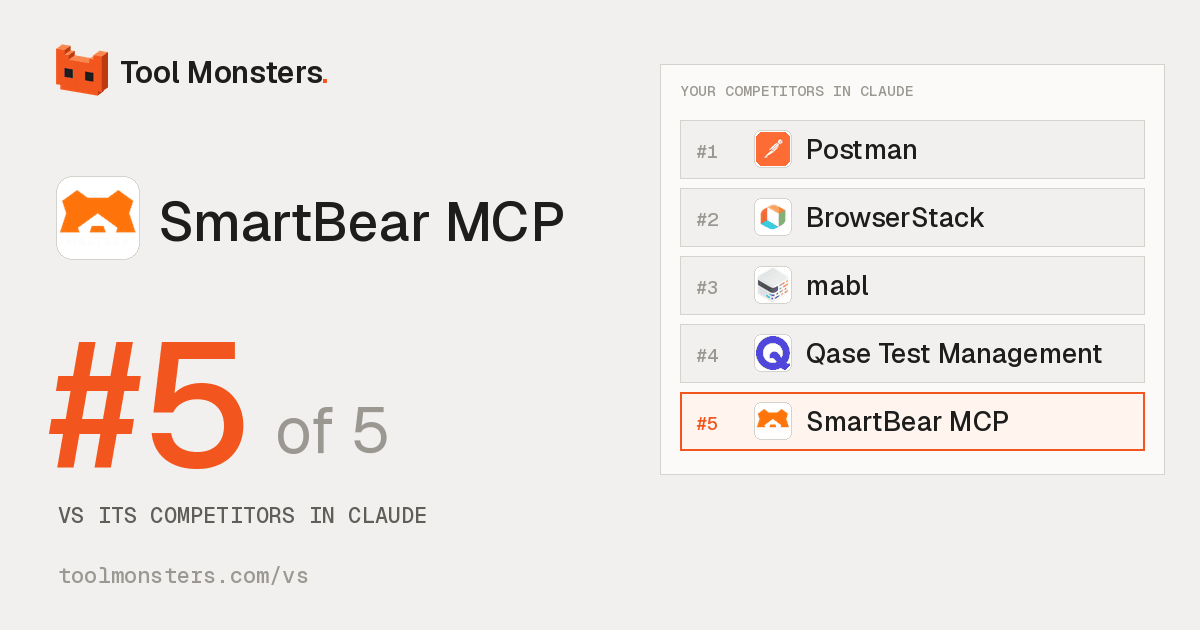 Tool Monsters.
SmartBear MCP
#5 of 5
VS ITS COMPETITORS IN CLAUDE
toolmonsters.com/vs
YOUR COMPETITORS IN CLAUDE
#1 Postman
#2 BrowserStack
#3 mabl
#4 Qase Test Management
#5 SmartBear MCP